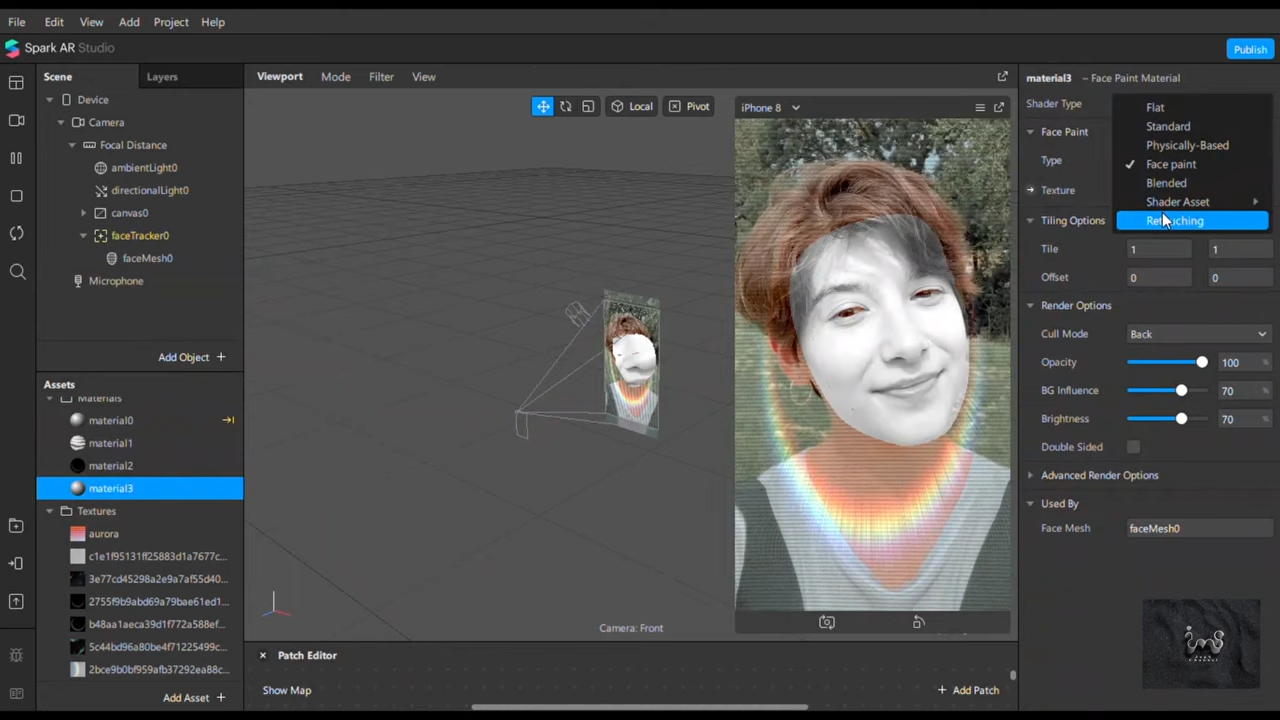 File Edit View Add Project Help
Spark AR Studio
Publish
Scene Layers
Device
Camera
Focal Distance
ambientLight0
directionalLight0
canvas0
faceTracker0
faceMesh0
Microphone
Add Object +
Assets
Materials
material0
material1
material2
material3
Textures
aurora
c1e1f95131ff25883d1a7677c...
3e77cd45298a2e9a7af55d40...
2755f9b9abd69a79bae61ed1...
b48aa1aeca39d1f772a588ef...
5c44bd96a80be4f71225114c...
2bce9b0bf959afb37292ea88c...
Add Asset +
Viewport Mode Filter View
Local Pivot
iPhone 8
Camera: Front
Patch Editor
Show Map
+ Add Patch
material3 – Face Paint Material
Shader Type
Flat
Standard
Physically-Based
Face paint
Blended
Shader Asset
Retouching
Face Paint
Type
Texture
Tiling Options
Tile 1 1
Offset 0 0
Render Options
Cull Mode Back
Opacity 100 %
BG Influence 70 %
Brightness 70 %
Double Sided
Advanced Render Options
Used By
Face Mesh faceMesh0